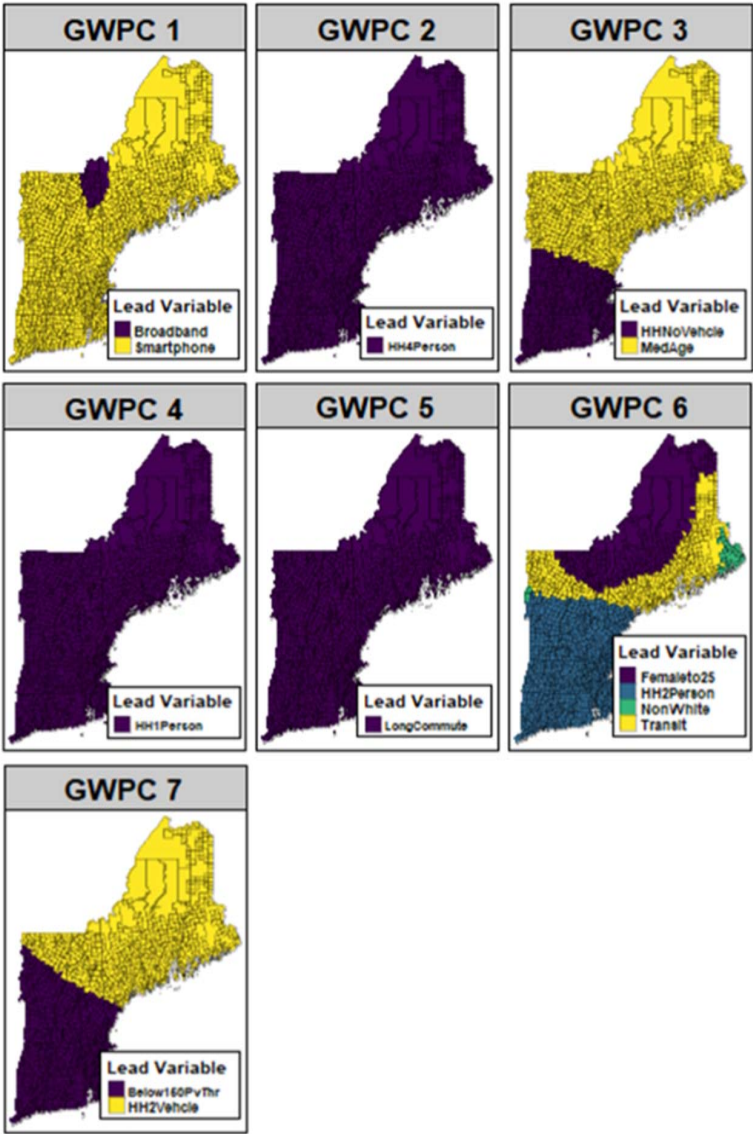 GWPC 1
Lead Variable
Broadband
Smartphone
GWPC 2
Lead Variable
HH4Person
GWPC 3
Lead Variable
HHNoVehcle
MedAge
GWPC 4
Lead Variable
HH1Person
GWPC 5
Lead Variable
LongCommute
GWPC 6
Lead Variable
Femaleto25
HH2Person
NonWhite
Transit
GWPC 7
Lead Variable
Below150PvThr
HH2Vehcle